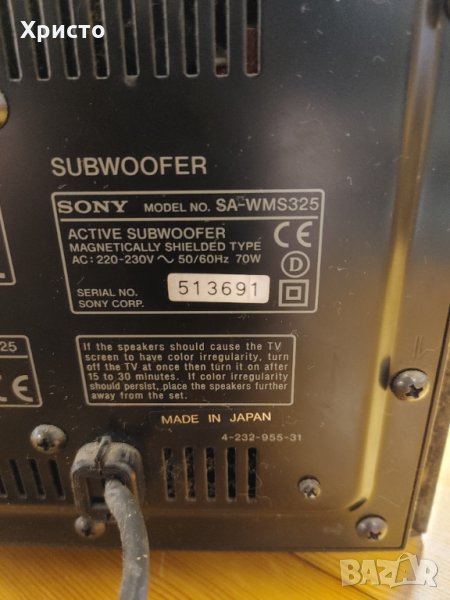 Христо
SUBWOOFER
SONY MODEL NO. SA-WMS325
ACTIVE SUBWOOFER
MAGNETICALLY SHIELDED TYPE
AC: 220-230V ~ 50/60Hz 70W
CE
D
SERIAL NO. 513691
SONY CORP.
25
CE
If the speakers should cause the TV
screen to have color irregularity, turn
off the TV at once then turn it on after
15 to 30 minutes. If color irregularity
should persist, place the speakers further
away from the set.
MADE IN JAPAN
4-232-955-31
BAZAR